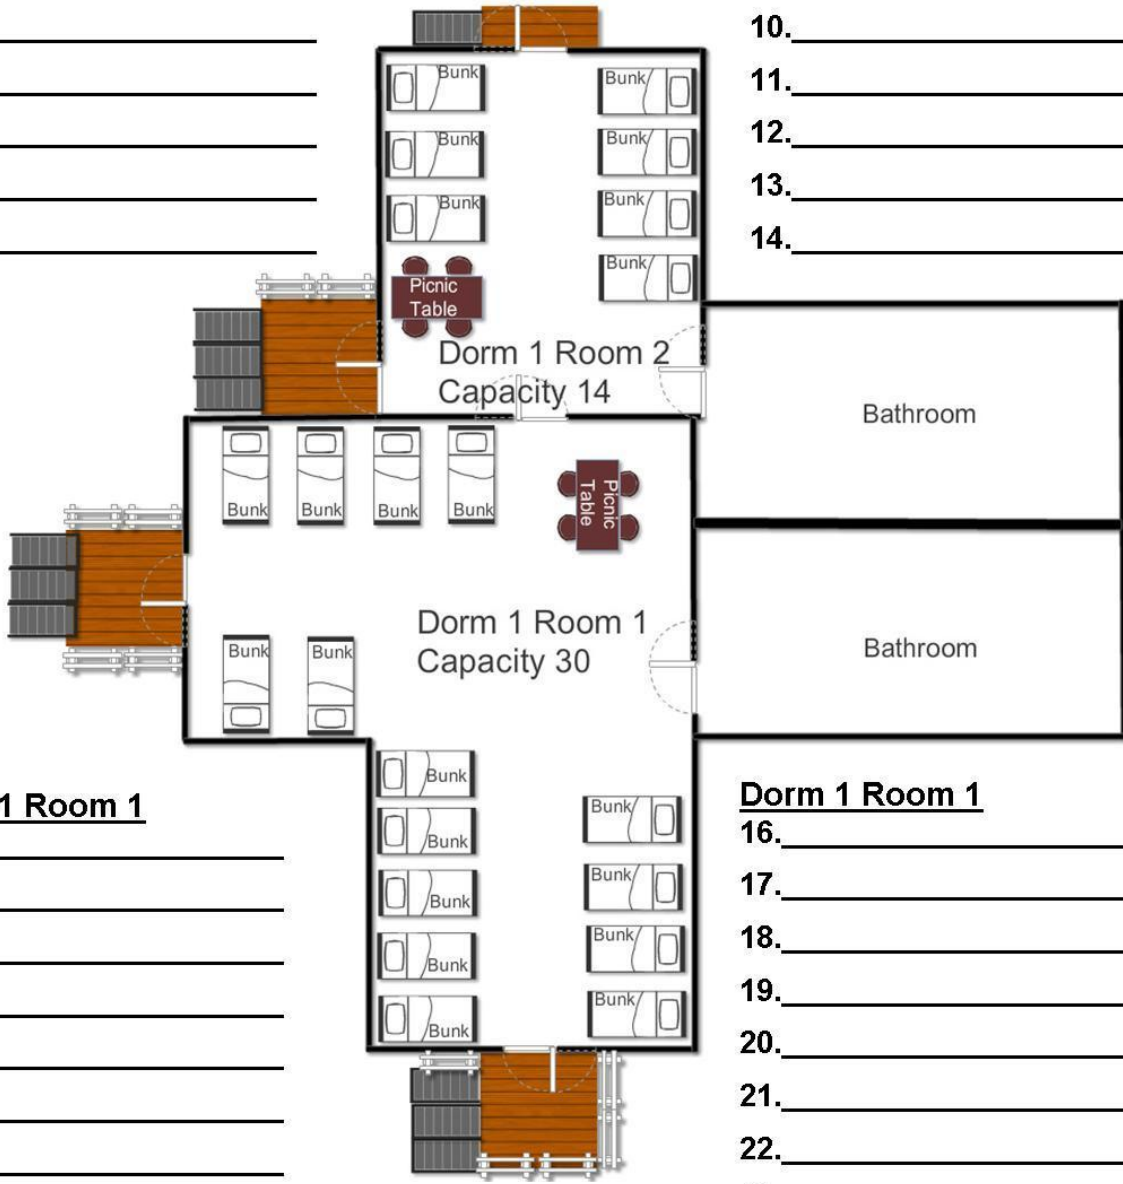 10.
11.
12.
13.
14.
Bunk
Bunk
Bunk
Bunk
Bunk
Bunk
Bunk
Picnic
Table
Dorm 1 Room 2
Capacity 14
Bathroom
Bunk
Bunk
Bunk
Bunk
Picnic
Table
Dorm 1 Room 1
Capacity 30
Bathroom
Bunk
Bunk
Bunk
Bunk
Bunk
Bunk
Bunk
Bunk
Bunk
Bunk
Bunk
1 Room 1
Dorm 1 Room 1
16.
17.
18.
19.
20.
21.
22.